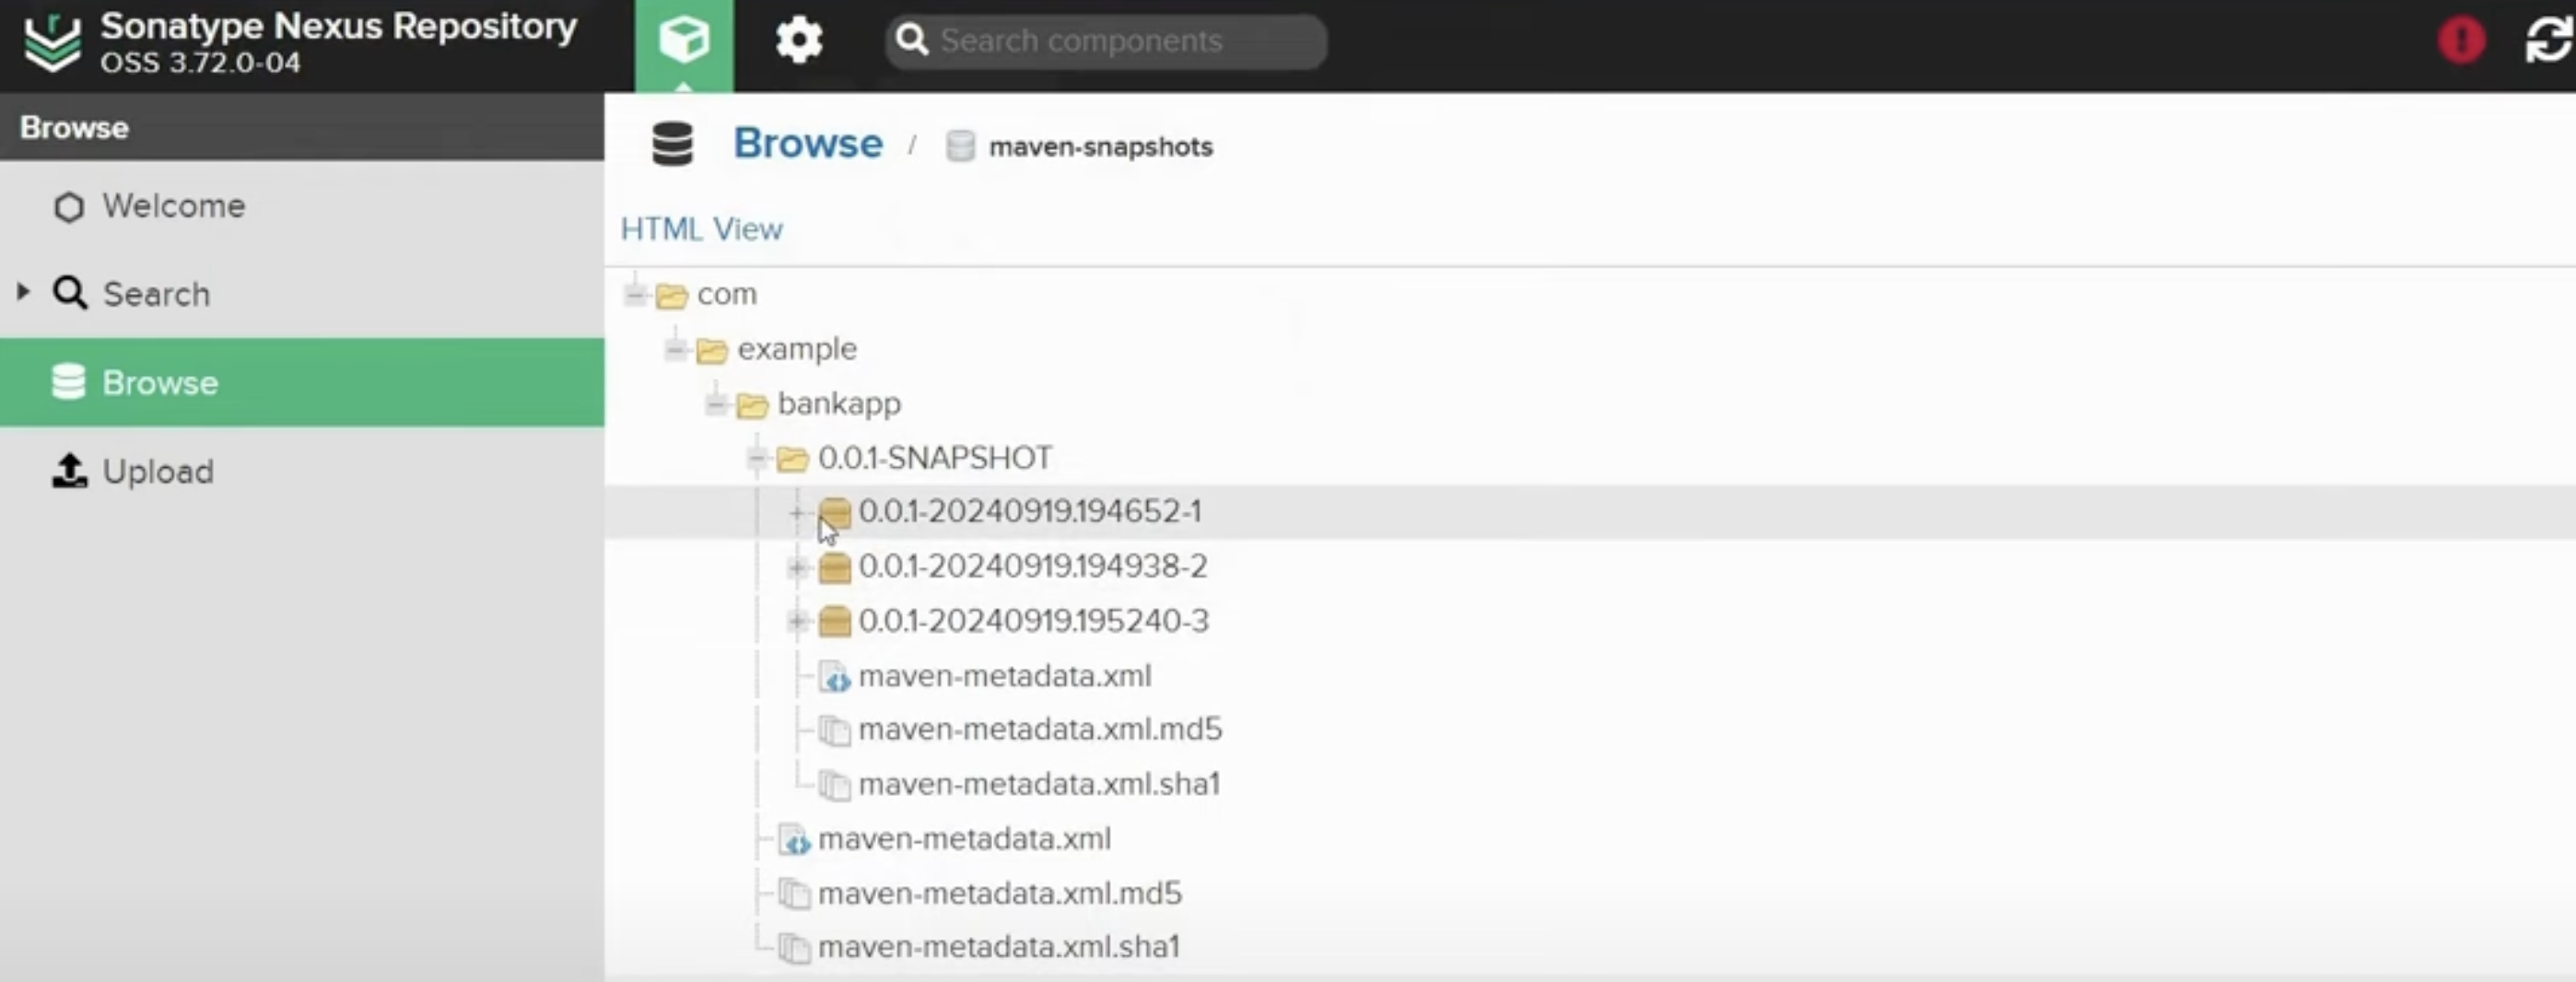 Sonatype Nexus Repository
OSS 3.72.0-04
Search components
Browse
Welcome
Search
Browse
Upload
Browse / maven-snapshots
HTML View
com
example
bankapp
0.0.1-SNAPSHOT
0.0.1-20240919.194652-1
0.0.1-20240919.194938-2
0.0.1-20240919.195240-3
maven-metadata.xml
maven-metadata.xml.md5
maven-metadata.xml.sha1
maven-metadata.xml
maven-metadata.xml.md5
maven-metadata.xml.sha1